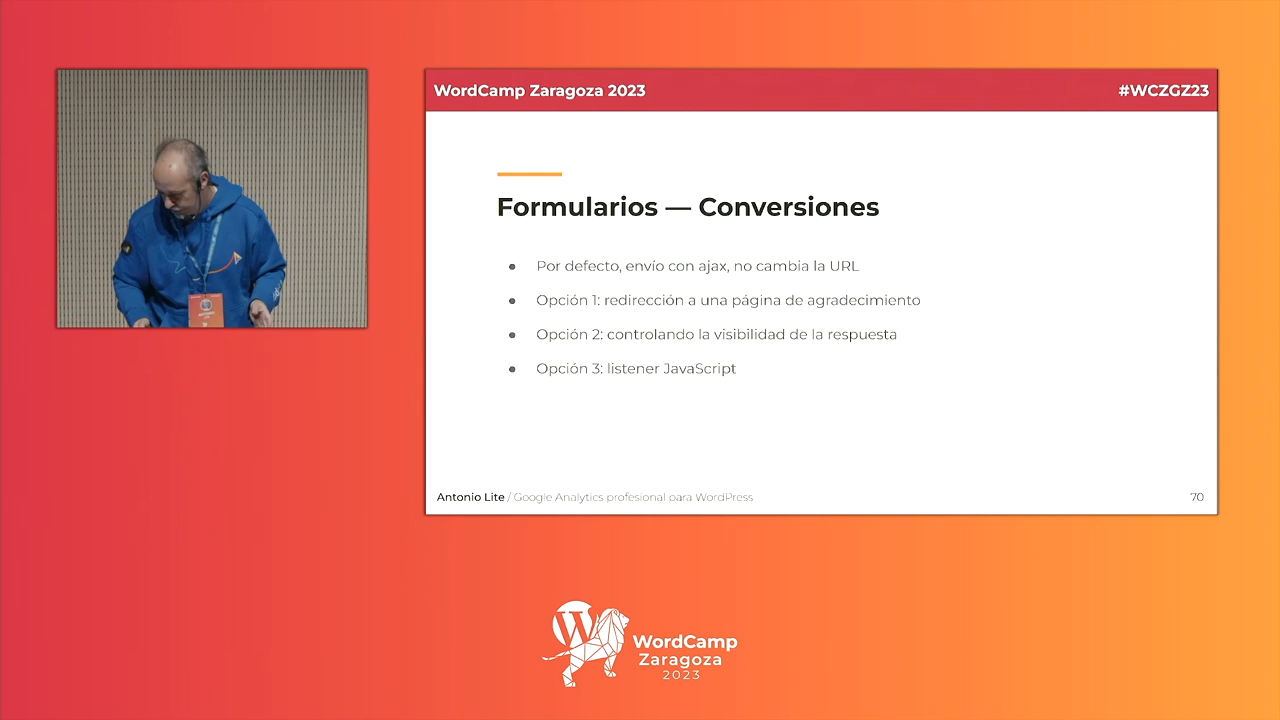 WordCamp Zaragoza 2023
#WCZGZ23
Formularios — Conversiones
● Por defecto, envío con ajax, no cambia la URL
● Opción 1: redirección a una página de agradecimiento
● Opción 2: controlando la visibilidad de la respuesta
● Opción 3: listener JavaScript
Antonio Lite / Google Analytics profesional para WordPress
70
WordCamp
Zaragoza
2023